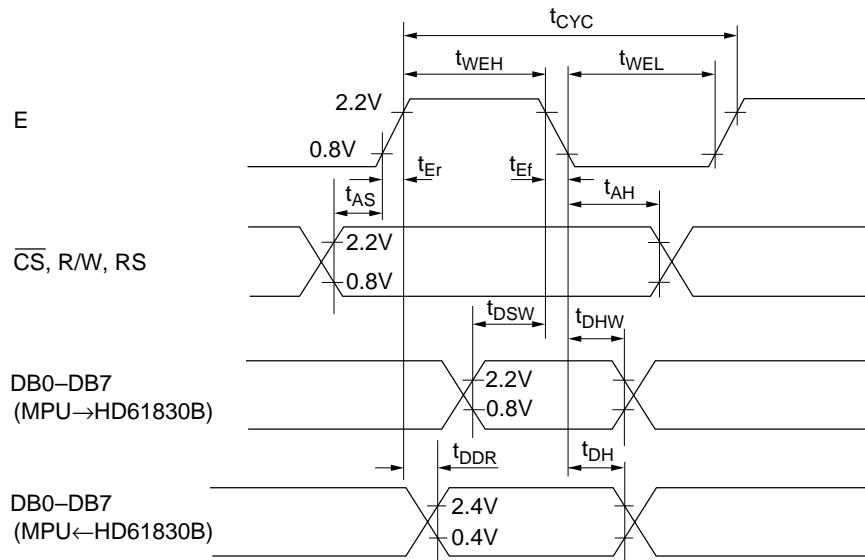 tCYC
tWEH
tWEL
E
2.2V
0.8V
tEr
tEf
tAS
tAH
CS, R/W, RS
2.2V
0.8V
tDSW
tDHW
DB0–DB7
(MPU→HD61830B)
2.2V
0.8V
tDDR
tDH
DB0–DB7
(MPU←HD61830B)
2.4V
0.4V